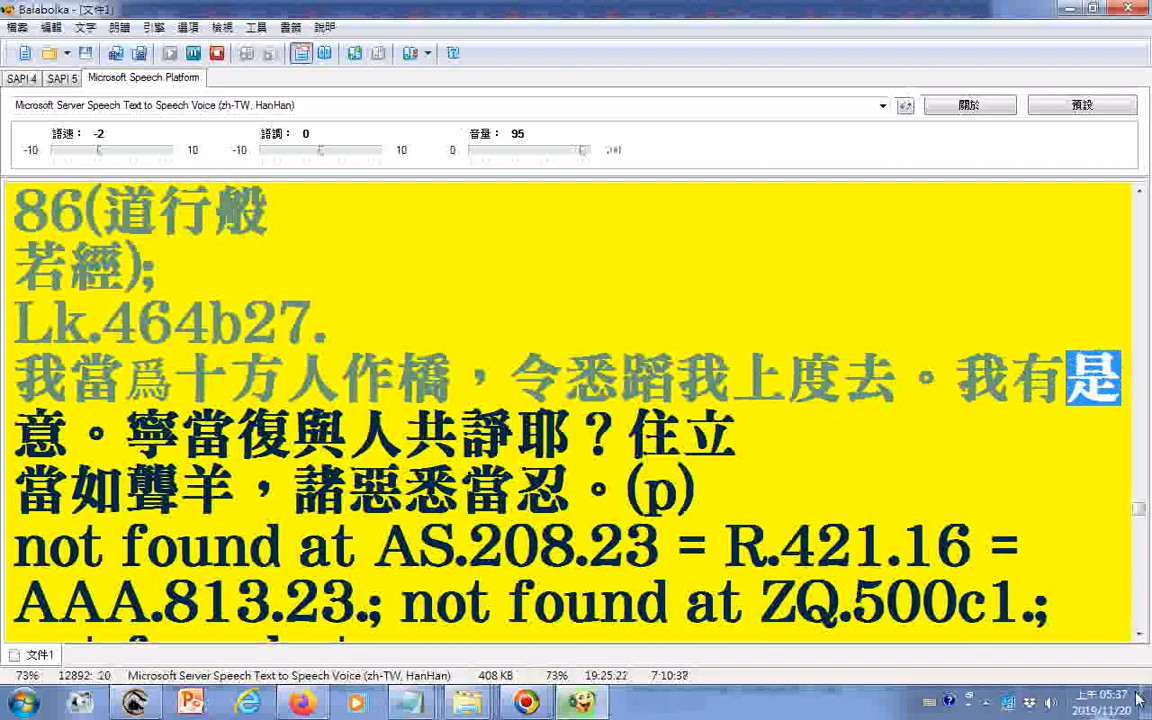 Balabolka - [文件1]
檔案 編輯 文字 朗讀 引擎 選項 檢視 工具 書籤 說明
SAPI 4 SAPI 5 Microsoft Speech Platform
Microsoft Server Speech Text to Speech Voice (zh-TW, HanHan) 關於 預設
語速： -2 語調： 0 音量： 95
-10 10 -10 10 0
86(道行般
若經);
Lk.464b27.
我當爲十方人作橋，令悉蹈我上度去。我有是
意。寧當復與人共諍耶？住立
當如聾羊，諸惡悉當忍。(p)
not found at AS.208.23 = R.421.16 =
AAA.813.23.; not found at ZQ.500c1.;
文件1
73% 12892: 20 Microsoft Server Speech Text to Speech Voice (zh-TW, HanHan) 408 KB 73% 19:25:22 7:10:38
上午 05:37
2019/11/20